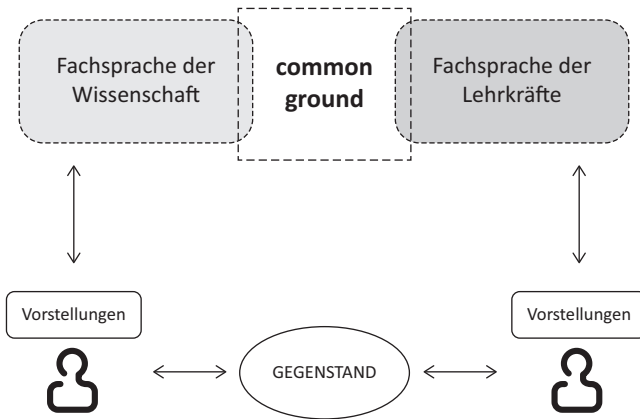 Fachsprache der
Wissenschaft
common
ground
Fachsprache der
Lehrkräfte
Vorstellungen
Vorstellungen
GEGENSTAND